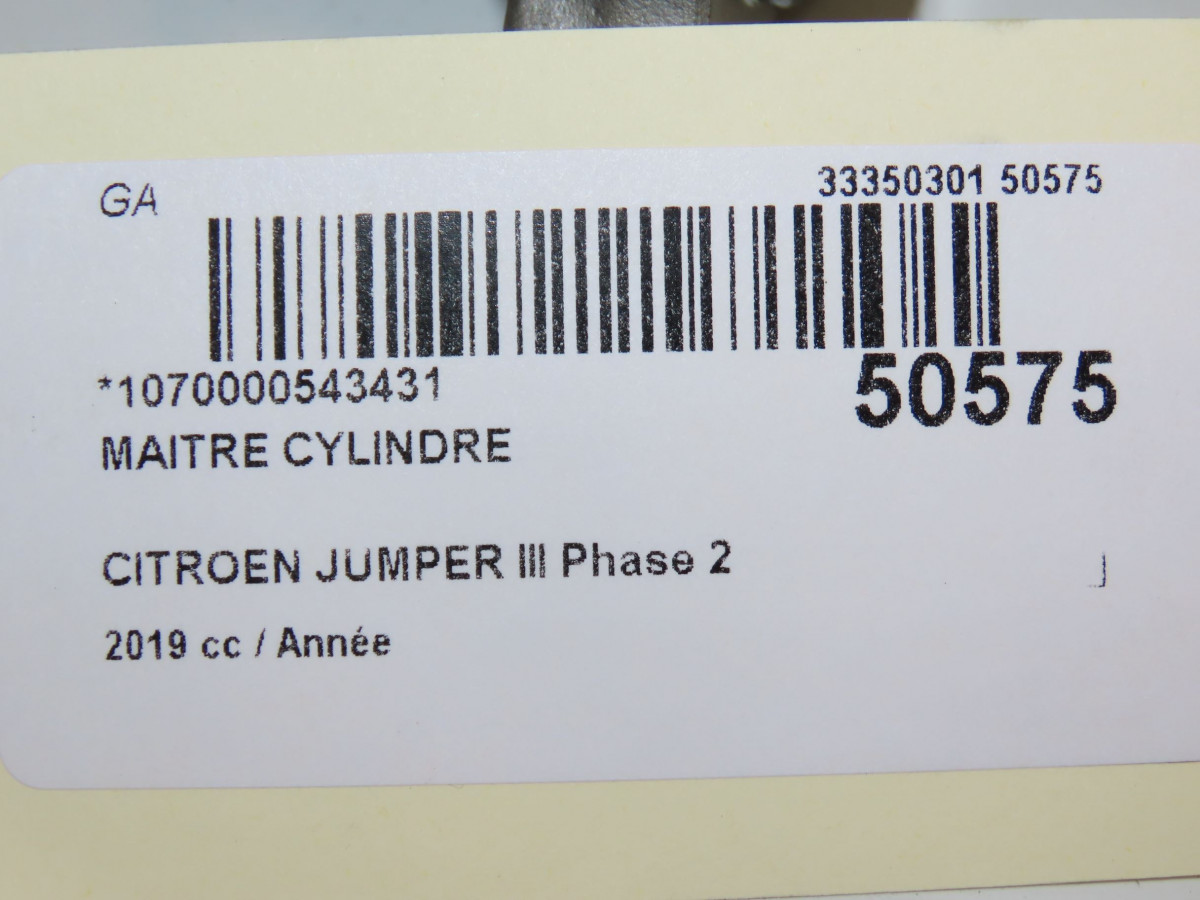 GA
33350301 50575
*1070000543431
50575
MAITRE CYLINDRE
CITROEN JUMPER III Phase 2
2019 cc / Année